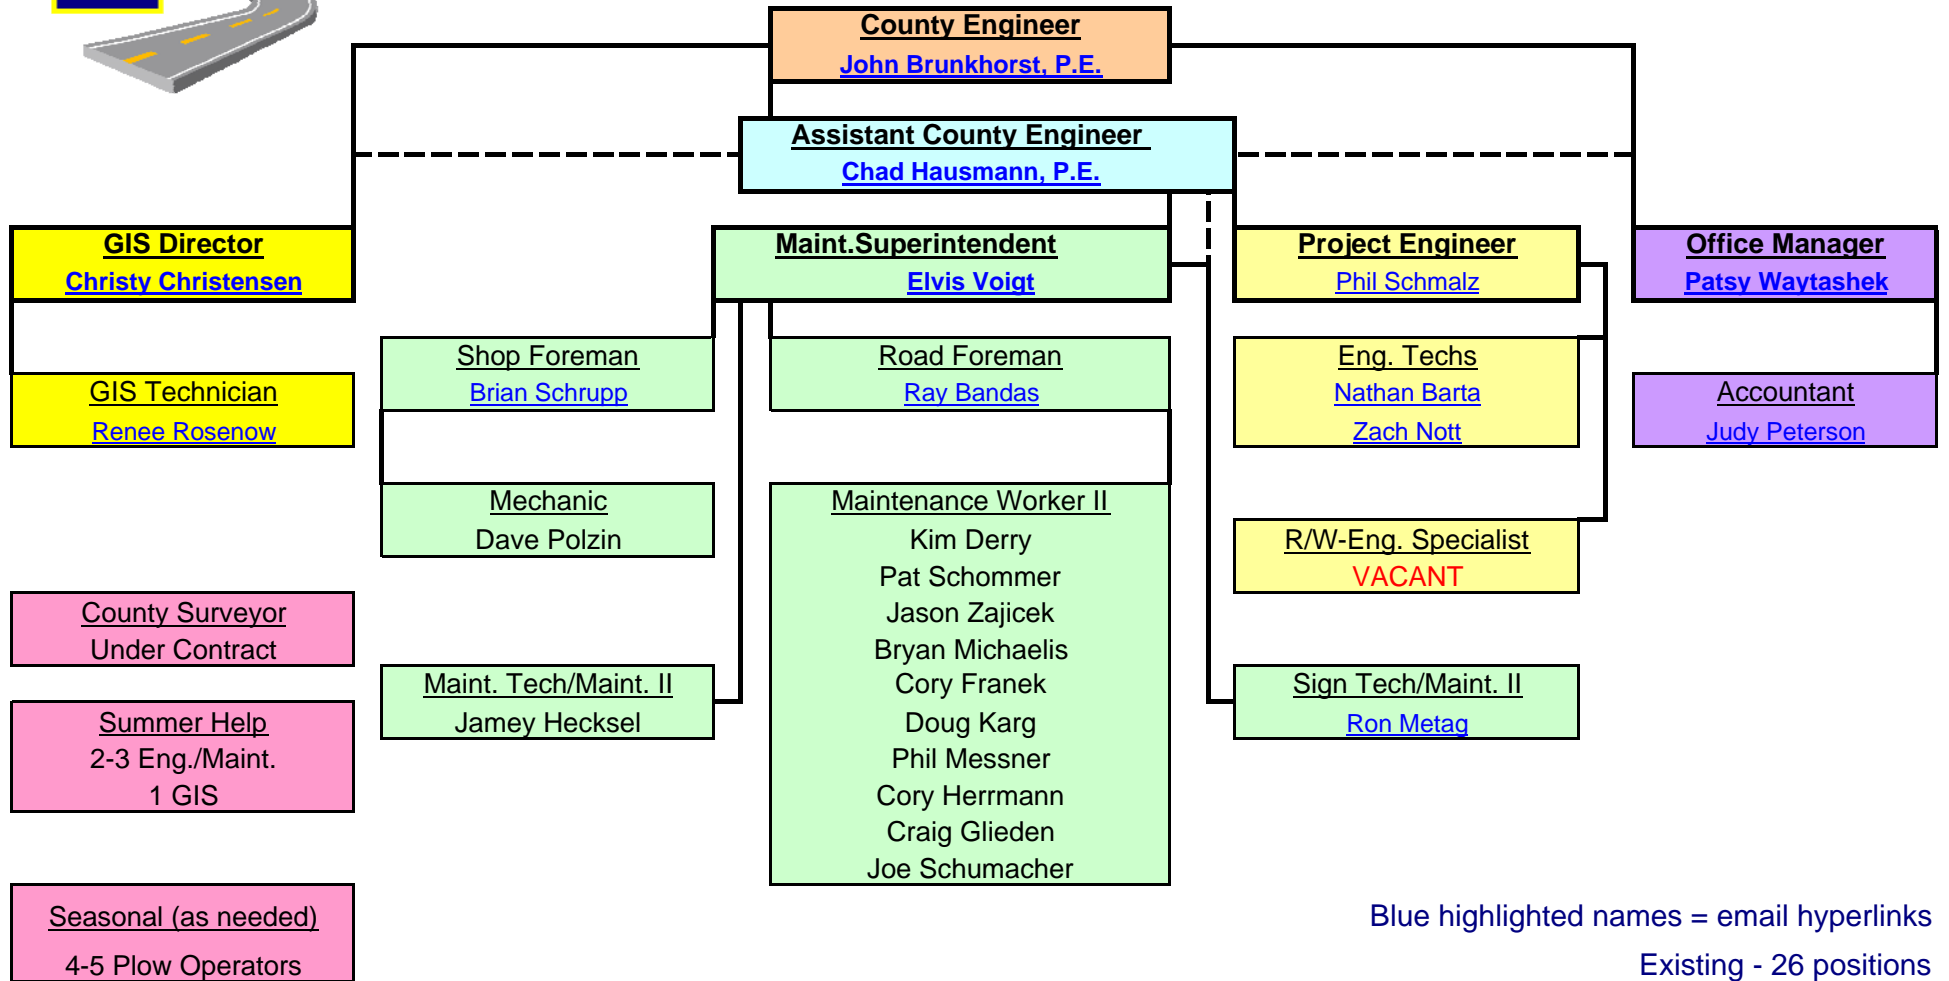 County Engineer
John Brunkhorst, P.E.
Assistant County Engineer
Chad Hausmann, P.E.
GIS Director
Christy Christensen
Maint.Superintendent
Elvis Voigt
Project Engineer
Phil Schmalz
Office Manager
Patsy Waytashek
Shop Foreman
Brian Schrupp
Road Foreman
Ray Bandas
Eng. Techs
Nathan Barta
Zach Nott
GIS Technician
Renee Rosenow
Accountant
Judy Peterson
Mechanic
Dave Polzin
Maintenance Worker II
Kim Derry
Pat Schommer
Jason Zajicek
Bryan Michaelis
Cory Franek
Doug Karg
Phil Messner
Cory Herrmann
Craig Glieden
Joe Schumacher
R/W-Eng. Specialist
VACANT
County Surveyor
Under Contract
Maint. Tech/Maint. II
Jamey Hecksel
Sign Tech/Maint. II
Ron Metag
Summer Help
2-3 Eng./Maint.
1 GIS
Seasonal (as needed)
4-5 Plow Operators
Blue highlighted names = email hyperlinks
Existing - 26 positions